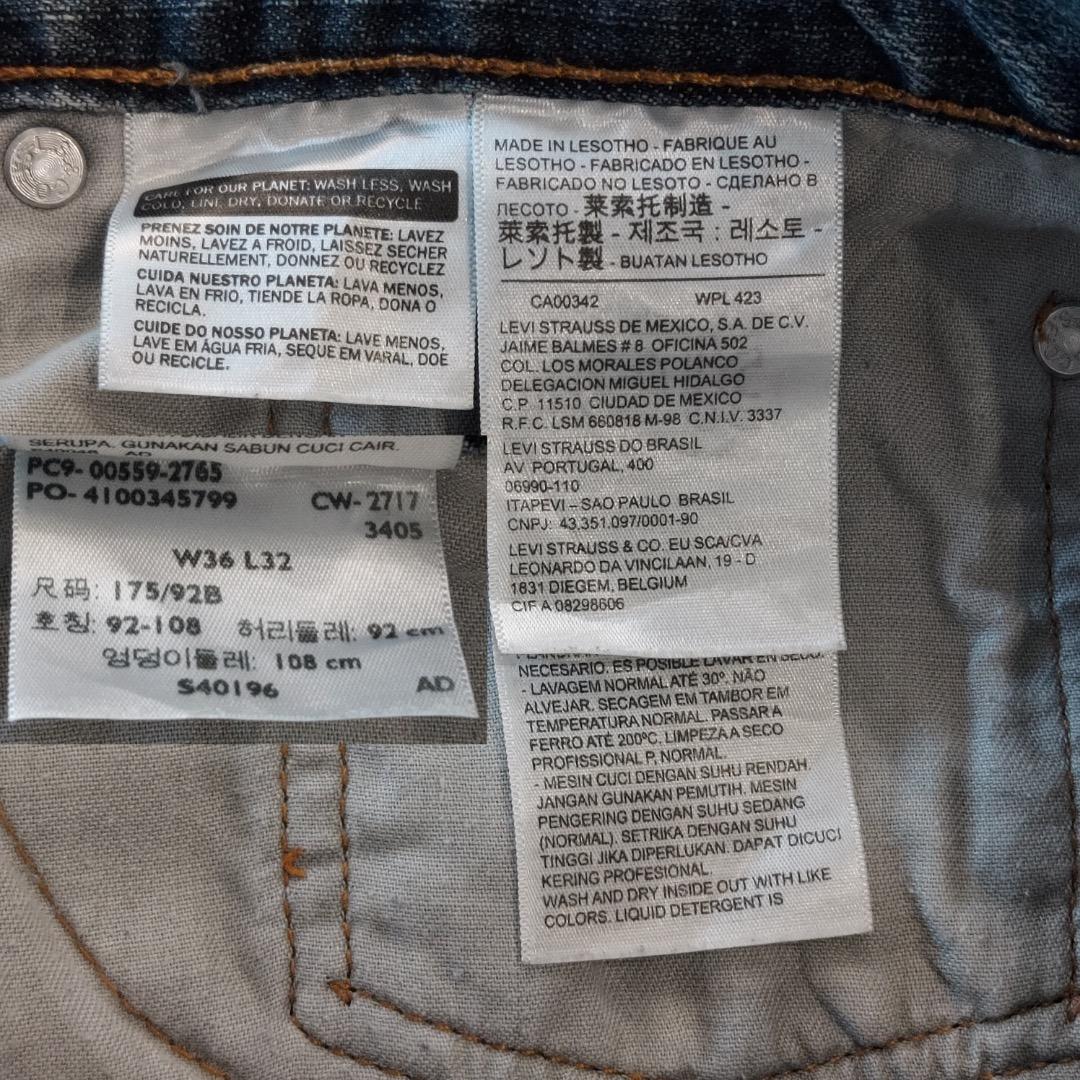 CARE FOR OUR PLANET: WASH LESS, WASH
COLD, LINE DRY, DONATE OR RECYCLE
PRENEZ SOIN DE NOTRE PLANETE: LAVEZ
MOINS, LAVEZ A FROID, LAISSEZ SECHER
NATURELLEMENT, DONNEZ OU RECYCLEZ
CUIDA NUESTRO PLANETA: LAVA MENOS,
LAVA EN FRIO, TIENDE LA ROPA, DONA O
RECICLA.
CUIDE DO NOSSO PLANETA: LAVE MENOS,
LAVE EM ÁGUA FRIA, SEQUE EM VARAL, DOE
OU RECICLE.
SERUPA. GUNAKAN SABUN CUCI CAIR.
PC9- 00559-2765
PO- 4100345799 CW- 2717
3405
W36 L32
尺码: 175/92B
호칭: 92-108 허리둘레: 92 cm
엉덩이둘레: 108 cm
S40196 AD
MADE IN LESOTHO - FABRIQUE AU
LESOTHO - FABRICADO EN LESOTHO -
FABRICADO NO LESOTO - СДЕЛАНО В
ЛЕСОТО - 莱索托制造 -
萊索托製 - 제조국 : 레소토 -
レソト製 - BUATAN LESOTHO
CA00342 WPL 423
LEVI STRAUSS DE MEXICO, S.A. DE C.V.
JAIME BALMES # 8 OFICINA 502
COL. LOS MORALES POLANCO
DELEGACION MIGUEL HIDALGO
C.P. 11510 CIUDAD DE MEXICO
R.F.C. LSM 660818 M-98 C.N.I.V. 3337
LEVI STRAUSS DO BRASIL
AV PORTUGAL, 400
06990-110
ITAPEVI – SAO PAULO BRASIL
CNPJ: 43.351.097/0001-90
LEVI STRAUSS & CO. EU SCA/CVA
LEONARDO DA VINCILAAN, 19 - D
1831 DIEGEM, BELGIUM
CIF A 08298606
NECESARIO. ES POSIBLE LAVAR EN SECO.
- LAVAGEM NORMAL ATÉ 30º. NÃO
ALVEJAR. SECAGEM EM TAMBOR EM
TEMPERATURA NORMAL. PASSAR A
FERRO ATÉ 200ºC. LIMPEZA A SECO
PROFISSIONAL P, NORMAL.
- MESIN CUCI DENGAN SUHU RENDAH.
JANGAN GUNAKAN PEMUTIH. MESIN
PENGERING DENGAN SUHU SEDANG
(NORMAL). SETRIKA DENGAN SUHU
TINGGI JIKA DIPERLUKAN. DAPAT DICUCI
KERING PROFESIONAL.
WASH AND DRY INSIDE OUT WITH LIKE
COLORS. LIQUID DETERGENT IS